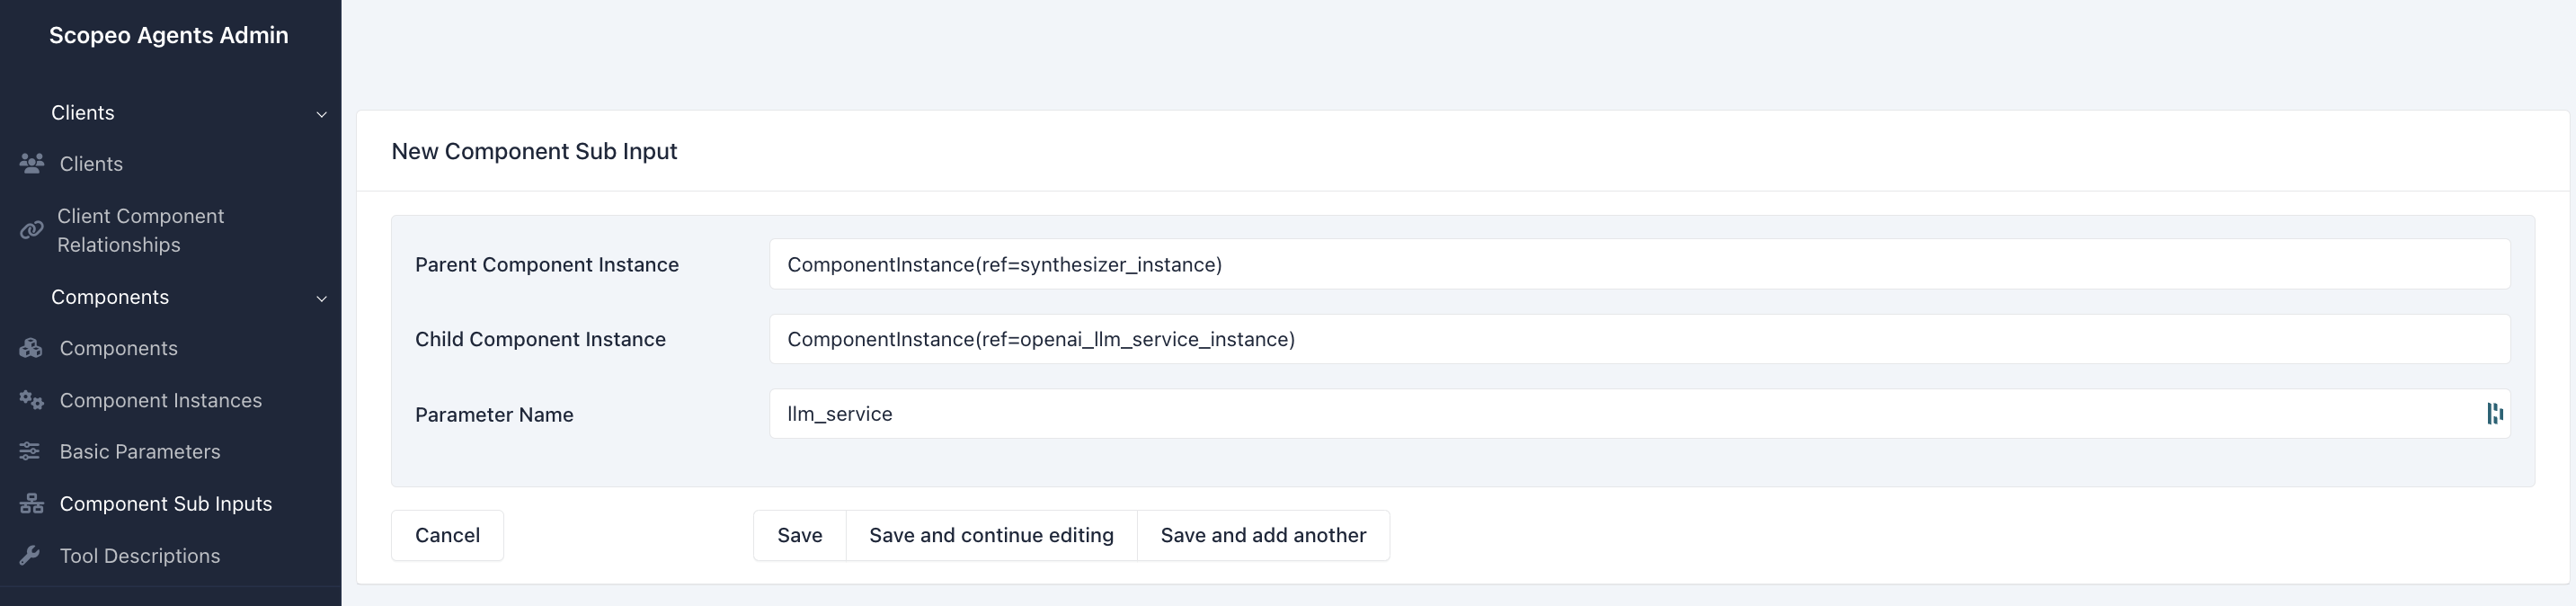 Scopeo Agents Admin
Clients
Clients
Client Component
Relationships
Components
Components
Component Instances
Basic Parameters
Component Sub Inputs
Tool Descriptions
New Component Sub Input
Parent Component Instance
ComponentInstance(ref=synthesizer_instance)
Child Component Instance
ComponentInstance(ref=openai_llm_service_instance)
Parameter Name
llm_service
Cancel
Save
Save and continue editing
Save and add another